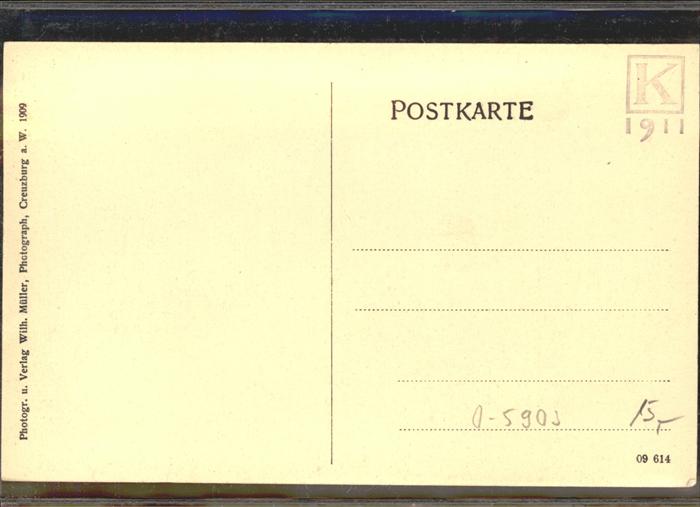 Photogr. u. Verlag Wilh. Müller, Photograph, Creuzburg a. W. 1909
POSTKARTE
K
1911
0-5903
15,-
09 614